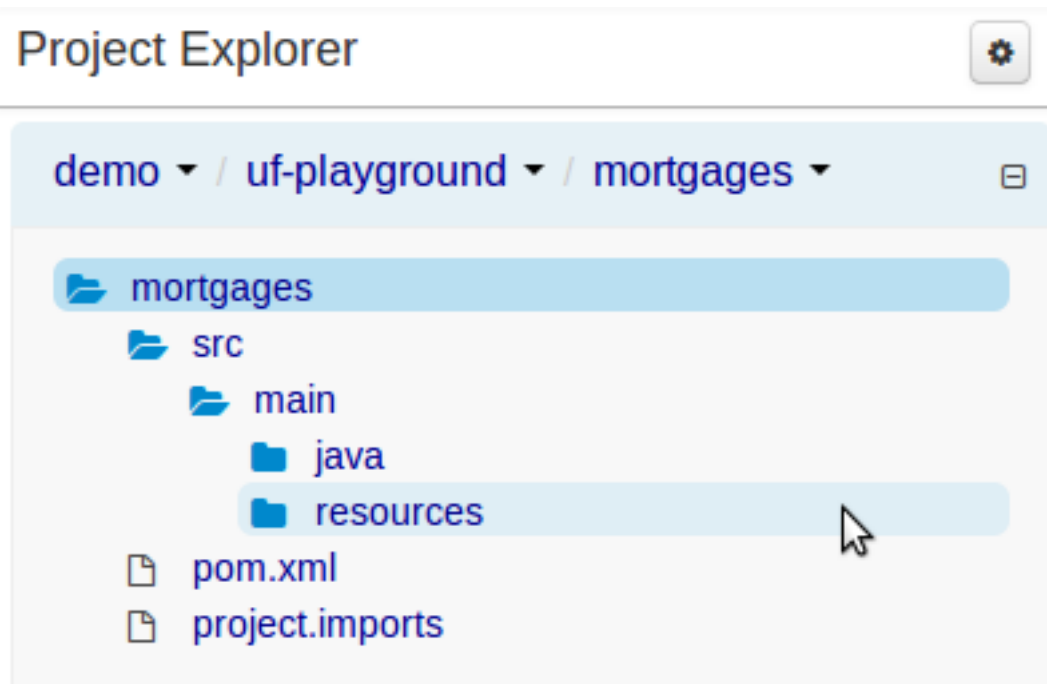 Project Explorer
demo / uf-playground / mortgages
mortgages
src
main
java
resources
pom.xml
project.imports